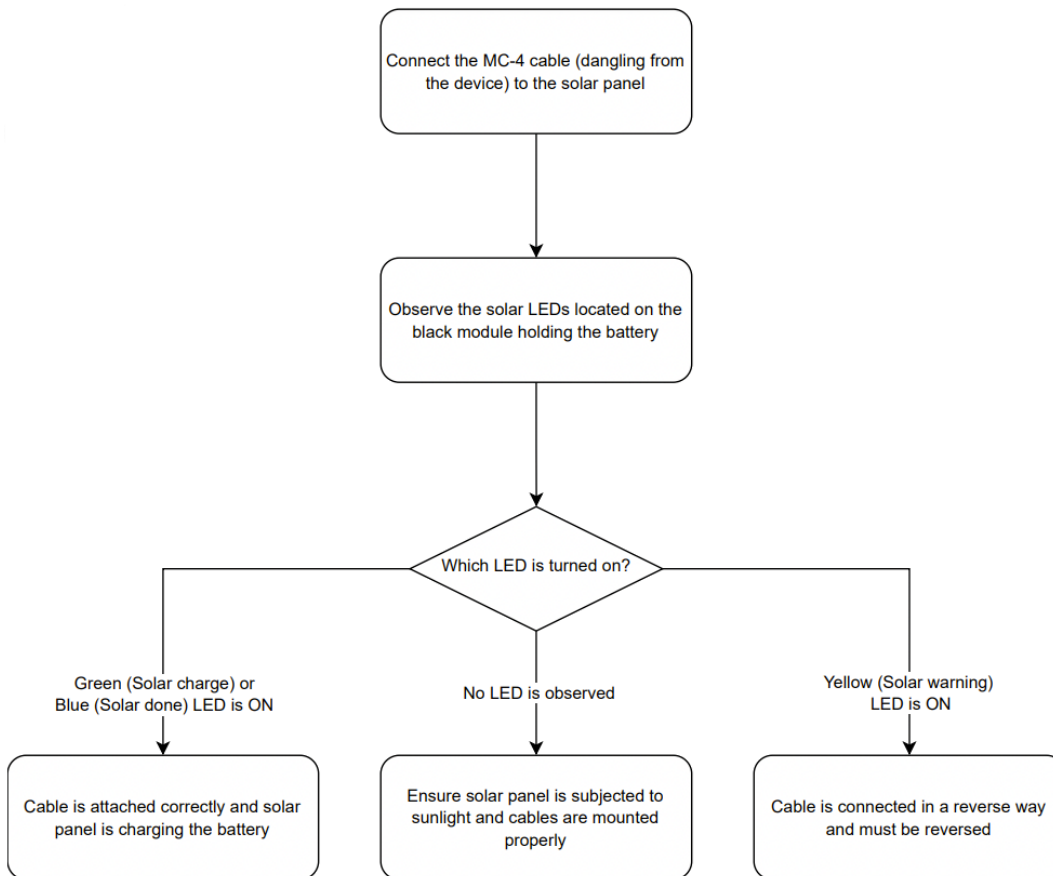 Connect the MC-4 cable (dangling from
the device) to the solar panel
Observe the solar LEDs located on the
black module holding the battery
Which LED is turned on?
Green (Solar charge) or
Blue (Solar done) LED is ON
No LED is observed
Yellow (Solar warning)
LED is ON
Cable is attached correctly and solar
panel is charging the battery
Ensure solar panel is subjected to
sunlight and cables are mounted
properly
Cable is connected in a reverse way
and must be reversed